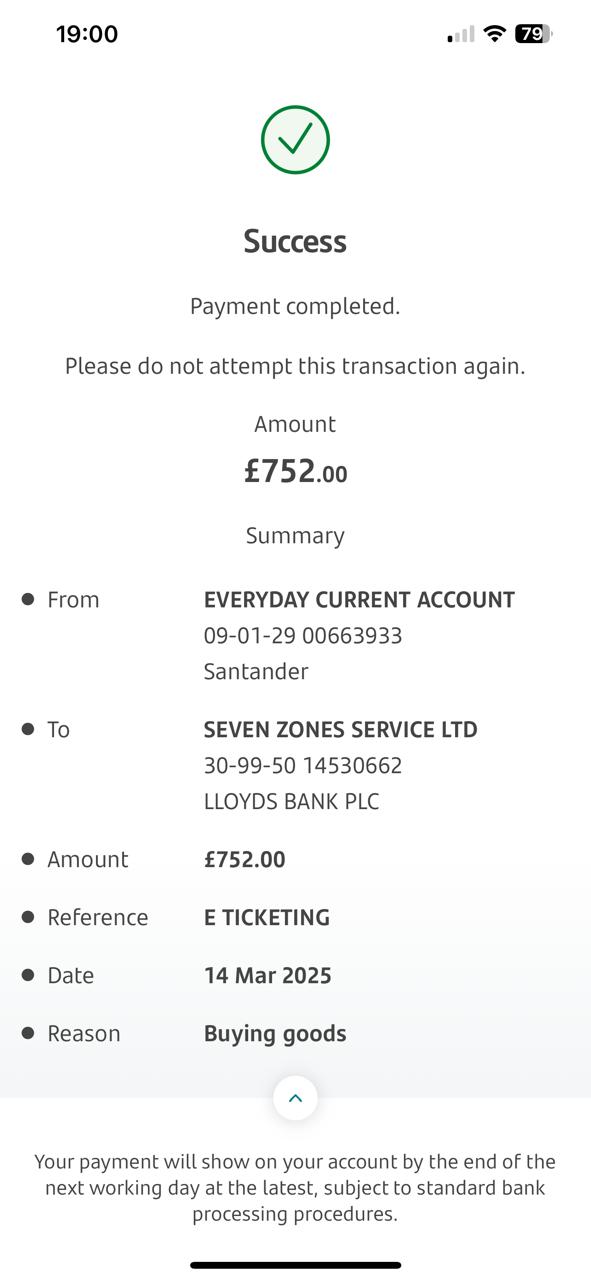 19:00
79
Success
Payment completed.
Please do not attempt this transaction again.
Amount
£752.00
Summary
From EVERYDAY CURRENT ACCOUNT
09-01-29 00663933
Santander
To SEVEN ZONES SERVICE LTD
30-99-50 14530662
LLOYDS BANK PLC
Amount £752.00
Reference E TICKETING
Date 14 Mar 2025
Reason Buying goods
Your payment will show on your account by the end of the
next working day at the latest, subject to standard bank
processing procedures.